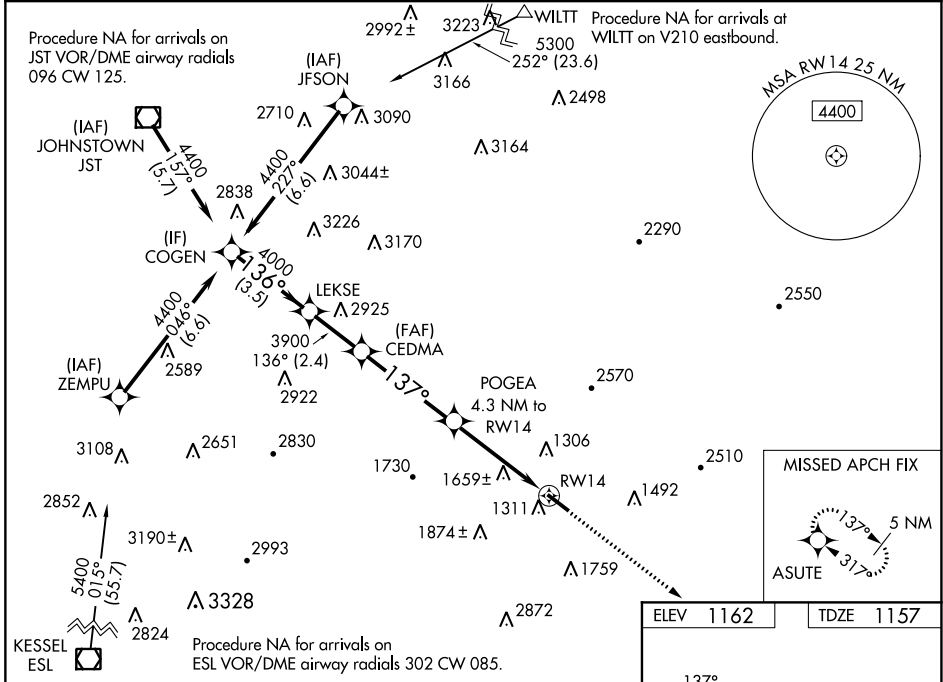 Procedure NA for arrivals on
JST VOR/DME airway radials
096 CW 125.
2992±
3223
WILTT
Procedure NA for arrivals at
WILTT on V210 eastbound.
5300
252° (23.6)
3166
(IAF)
JFSON
2710
3090
2498
MSA RW14 25 NM
4400
(IAF)
JOHNSTOWN
JST
4400
157°
(5.7)
4400
227°
(6.6)
3044±
3164
2838
3226
3170
2290
(IF)
COGEN
4000
136°
(3.5)
LEKSE
2925
2550
4400
046°
(6.6)
3900
136° (2.4)
(FAF)
CEDMA
2589
(IAF)
ZEMPU
2922
137°
POGEA
4.3 NM to
RW14
2570
3108
2651
2830
1730
1306
2510
1659±
RW14
MISSED APCH FIX
2852
1311
1492
137°
5 NM
317°
ASUTE
3190±
2993
1874±
5400
015°
(55.7)
1759
3328
2824
2872
KESSEL
ESL
Procedure NA for arrivals on
ESL VOR/DME airway radials 302 CW 085.
ELEV 1162
TDZE 1157
137°